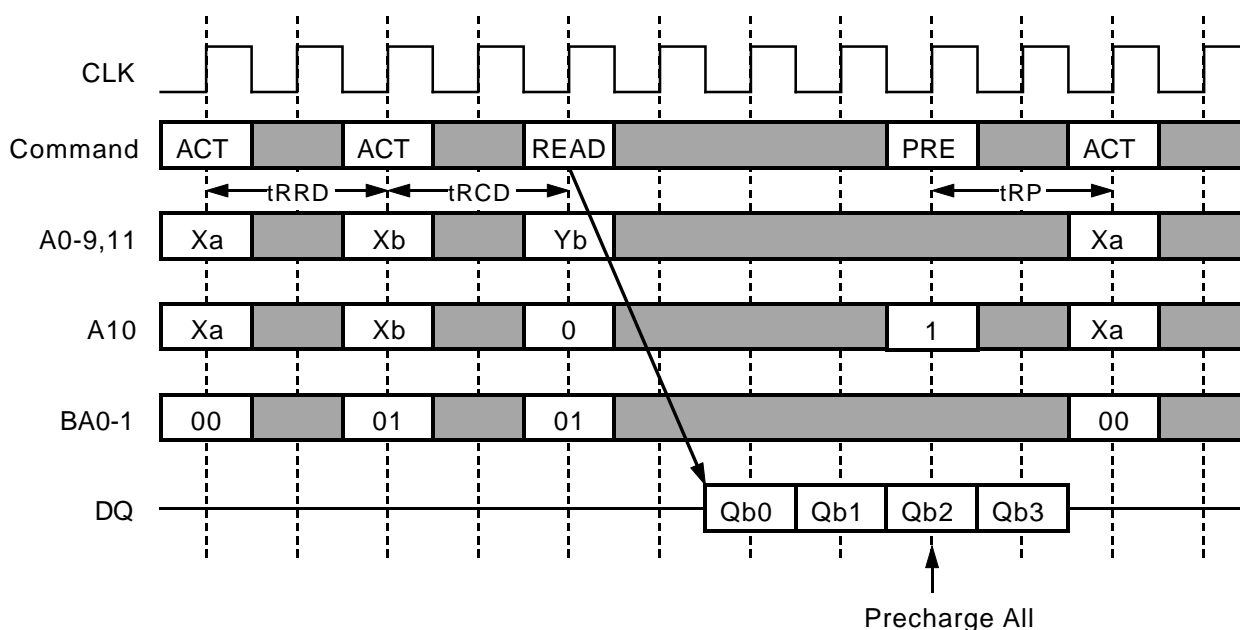 CLK
Command ACT ACT READ PRE ACT
tRRD tRCD tRP
A0-9,11 Xa Xb Yb Xa
A10 Xa Xb 0 1 Xa
BA0-1 00 01 01 00
DQ Qb0 Qb1 Qb2 Qb3
Precharge All